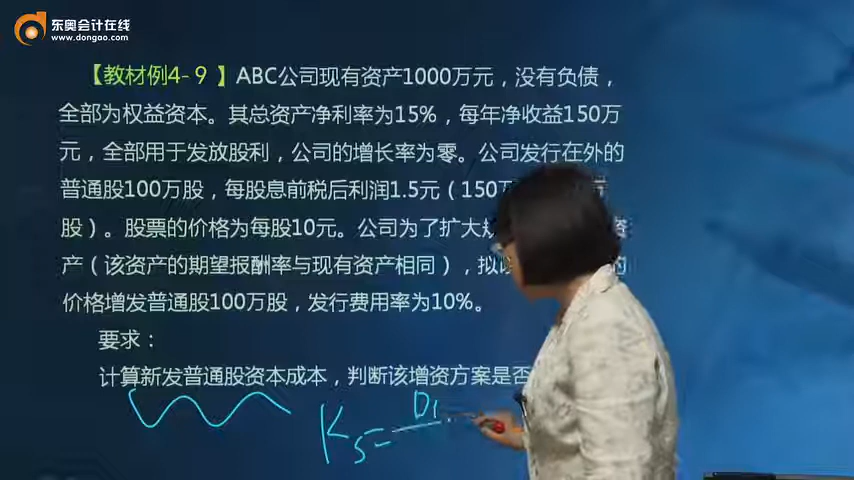 东奥会计在线
www.dongao.com
【教材例4-9】ABC公司现有资产1000万元，没有负债，
全部为权益资本。其总资产净利率为15%，每年净收益150万
元，全部用于发放股利，公司的增长率为零。公司发行在外的
普通股100万股，每股息前税后利润1.5元（150万
股）。股票的价格为每股10元。公司为了扩大规 资
产（该资产的期望报酬率与现有资产相同），拟 的
价格增发普通股100万股，发行费用率为10%。
要求：
计算新发普通股资本成本，判断该增资方案是否
Ks= D1